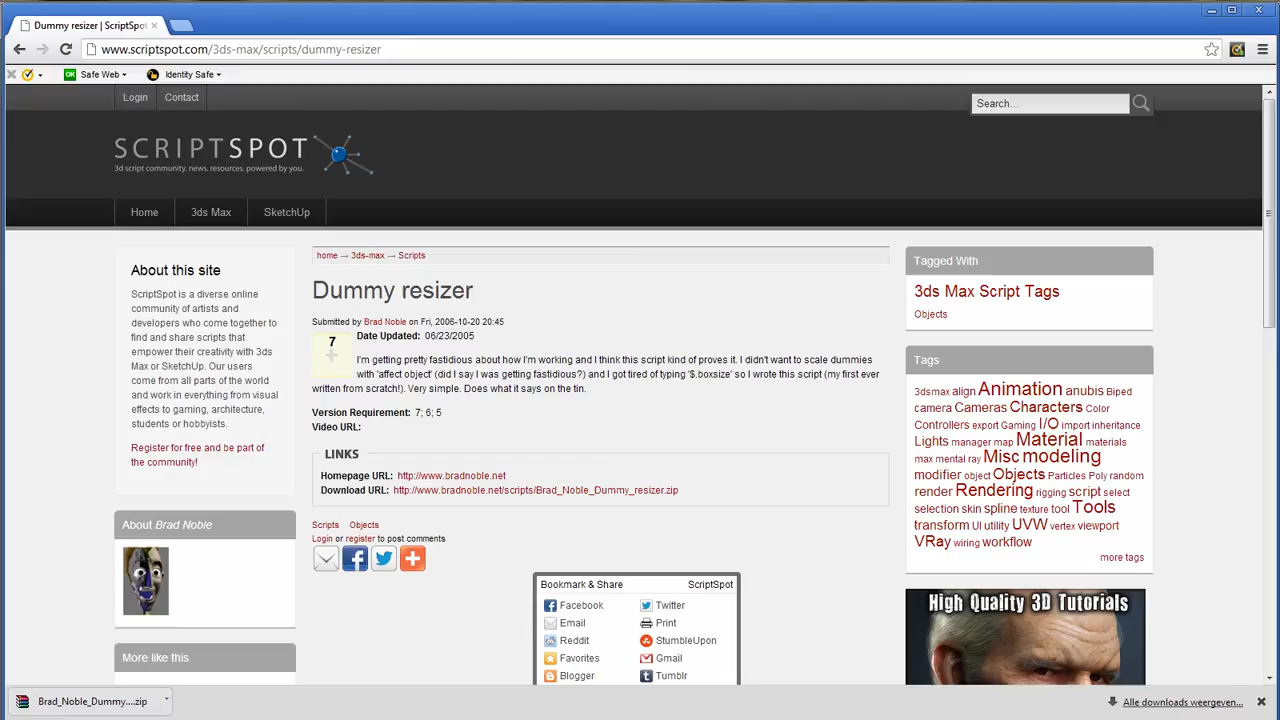 Dummy resizer | ScriptSpot
www.scriptspot.com/3ds-max/scripts/dummy-resizer
Safe Web
Identity Safe
Login
Contact
Search...
SCRIPTSPOT
3d script community. news. resources. powered by you.
Home
3ds Max
SketchUp
About this site
ScriptSpot is a diverse online
community of artists and
developers who come together to
find and share scripts that
empower their creativity with 3ds
Max or SketchUp. Our users
come from all parts of the world
and work in everything from visual
effects to gaming, architecture,
students or hobbyists.
Register for free and be part of
the community!
About Brad Noble
More like this
home → 3ds-max → Scripts
Dummy resizer
Submitted by Brad Noble on Fri, 2006-10-20 20:45
7
Date Updated: 06/23/2005
I'm getting pretty fastidious about how I'm working and I think this script kind of proves it. I didn't want to scale dummies
with 'affect object' (did I say I was getting fastidious?) and I got tired of typing '$.boxsize' so I wrote this script (my first ever
written from scratch!). Very simple. Does what it says on the tin.
Version Requirement: 7; 6; 5
Video URL:
LINKS
Homepage URL: http://www.bradnoble.net
Download URL: http://www.bradnoble.net/scripts/Brad_Noble_Dummy_resizer.zip
Scripts Objects
Login or register to post comments
Bookmark & Share ScriptSpot
Facebook Twitter
Email Print
Reddit StumbleUpon
Favorites Gmail
Blogger Tumblr
Tagged With
3ds Max Script Tags
Objects
Tags
3dsmax align Animation anubis Biped
camera Cameras Characters Color
Controllers export Gaming I/O import inheritance
Lights manager map Material materials
max mental ray Misc modeling
modifier object Objects Particles Poly random
render Rendering rigging script select
selection skin spline texture tool Tools
transform UI utility UVW vertex viewport
VRay wiring workflow
more tags
High Quality 3D Tutorials
Brad_Noble_Dummy....zip
Alle downloads weergeven...